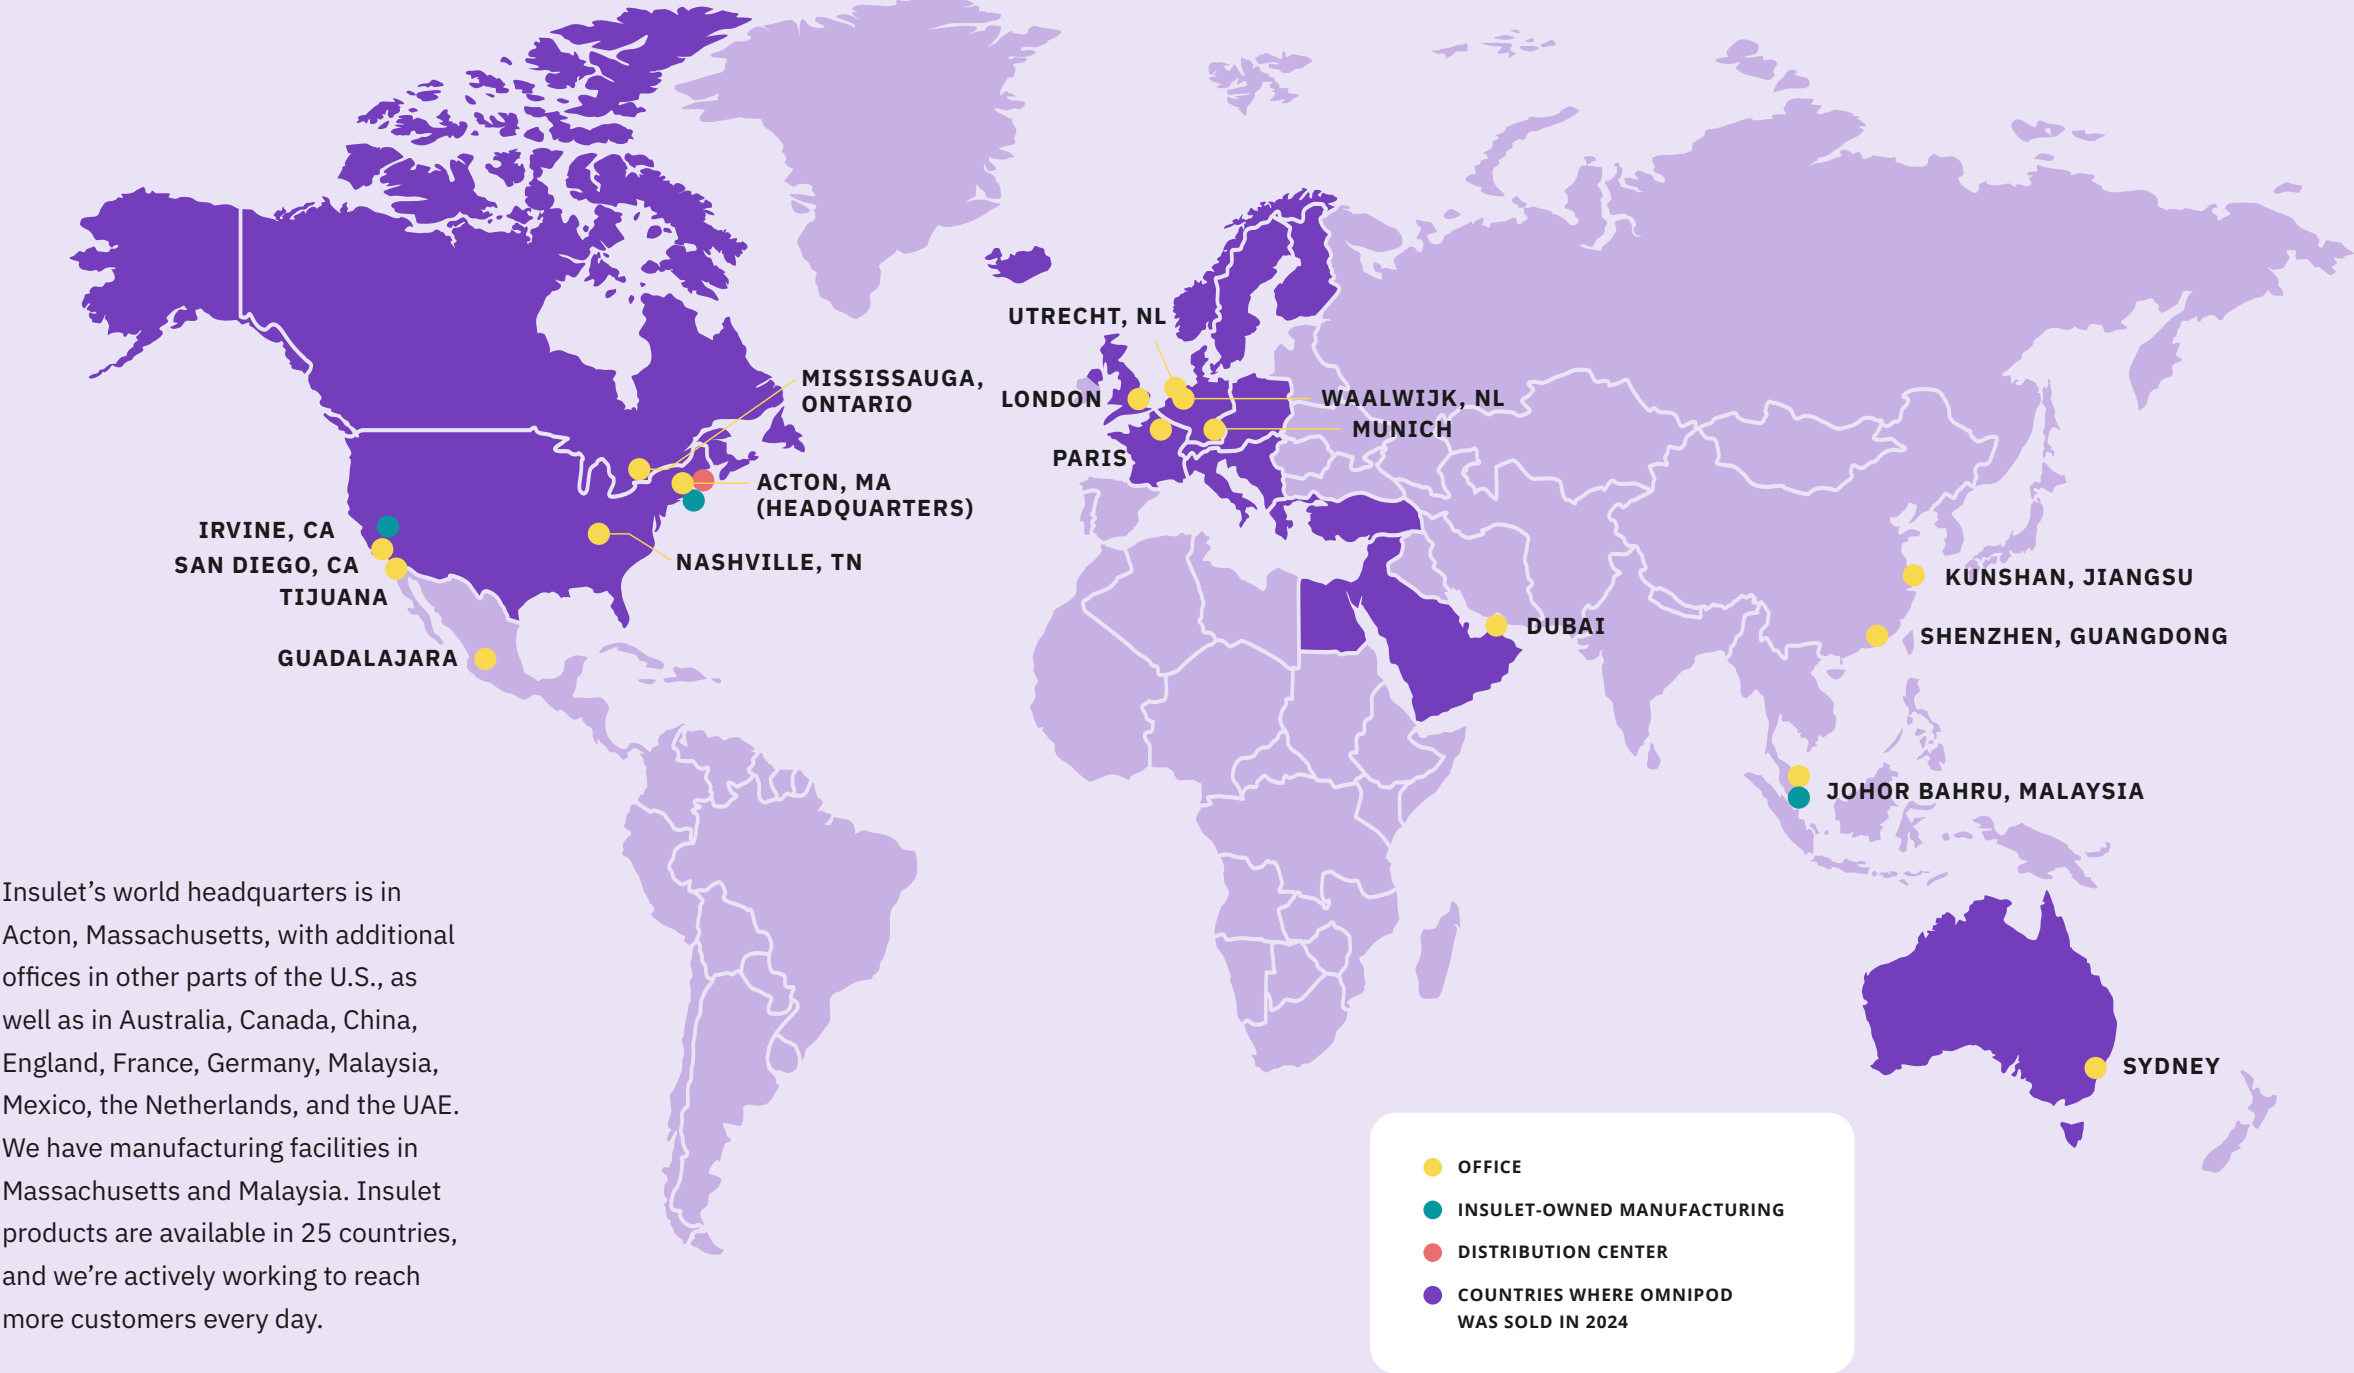 UTRECHT, NL
MISSISSAUGA,
ONTARIO
LONDON
WAALWIJK, NL
MUNICH
PARIS
ACTON, MA
(HEADQUARTERS)
IRVINE, CA
SAN DIEGO, CA
NASHVILLE, TN
TIJUANA
KUNSHAN, JIANGSU
DUBAI
SHENZHEN, GUANGDONG
GUADALAJARA
JOHOR BAHRU, MALAYSIA
SYDNEY
Insulet’s world headquarters is in
Acton, Massachusetts, with additional
offices in other parts of the U.S., as
well as in Australia, Canada, China,
England, France, Germany, Malaysia,
Mexico, the Netherlands, and the UAE.
We have manufacturing facilities in
Massachusetts and Malaysia. Insulet
products are available in 25 countries,
and we’re actively working to reach
more customers every day.
OFFICE
INSULET-OWNED MANUFACTURING
DISTRIBUTION CENTER
COUNTRIES WHERE OMNIPOD
WAS SOLD IN 2024